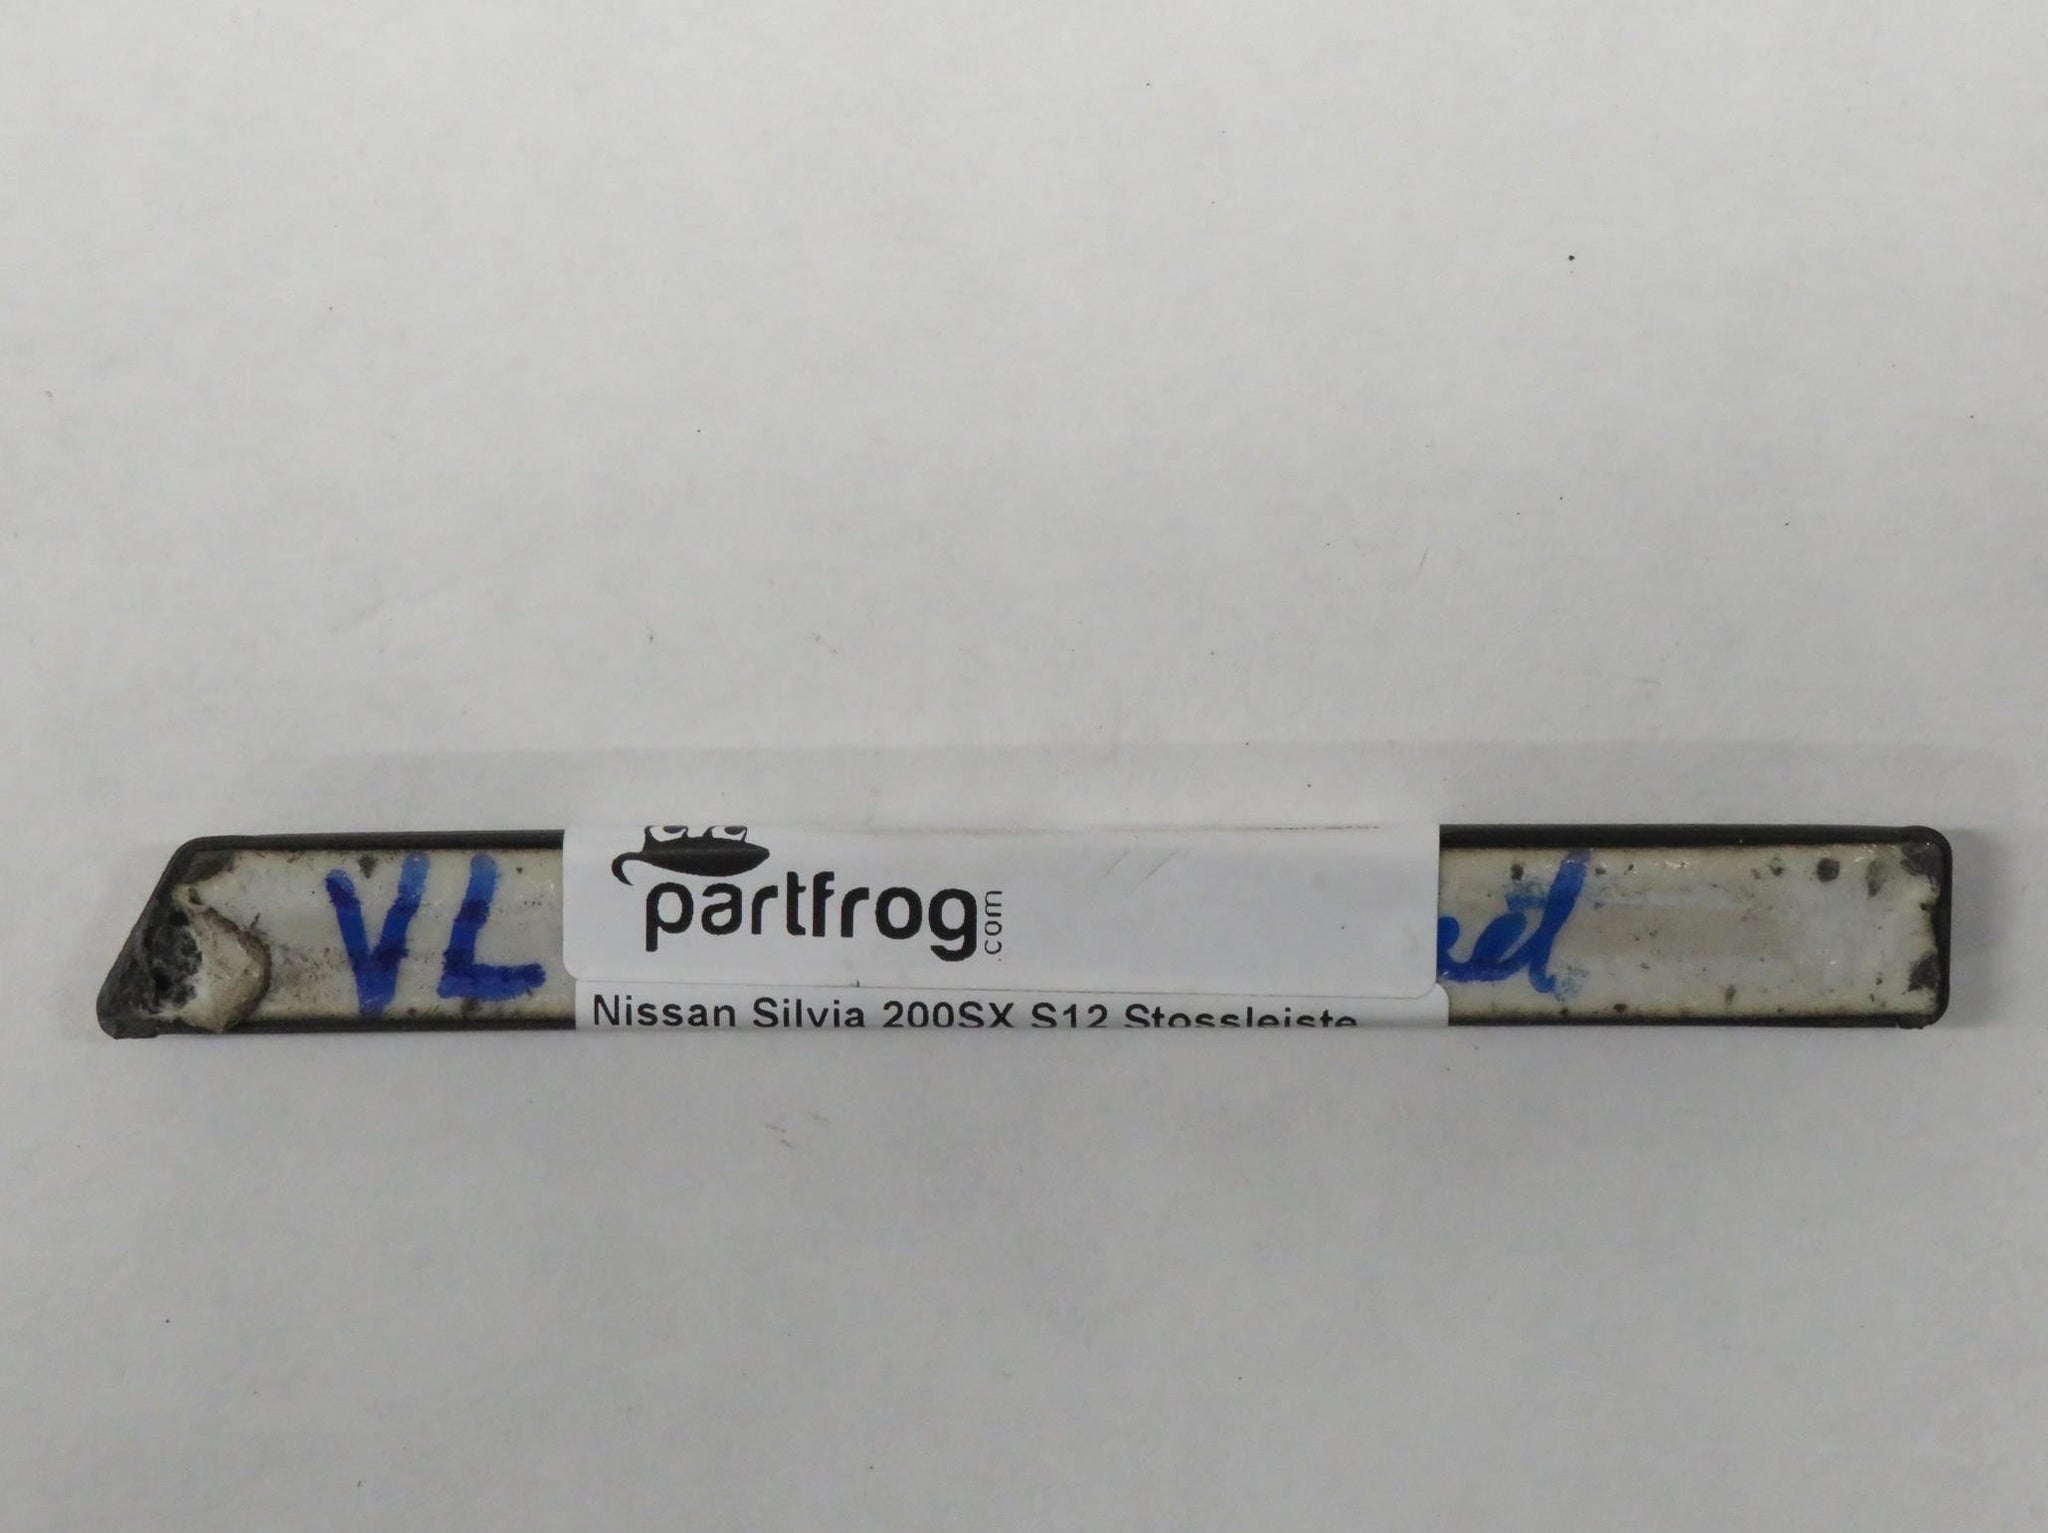 VL
partfrog
.com
Nissan Silvia 200SX S12 Stossleiste